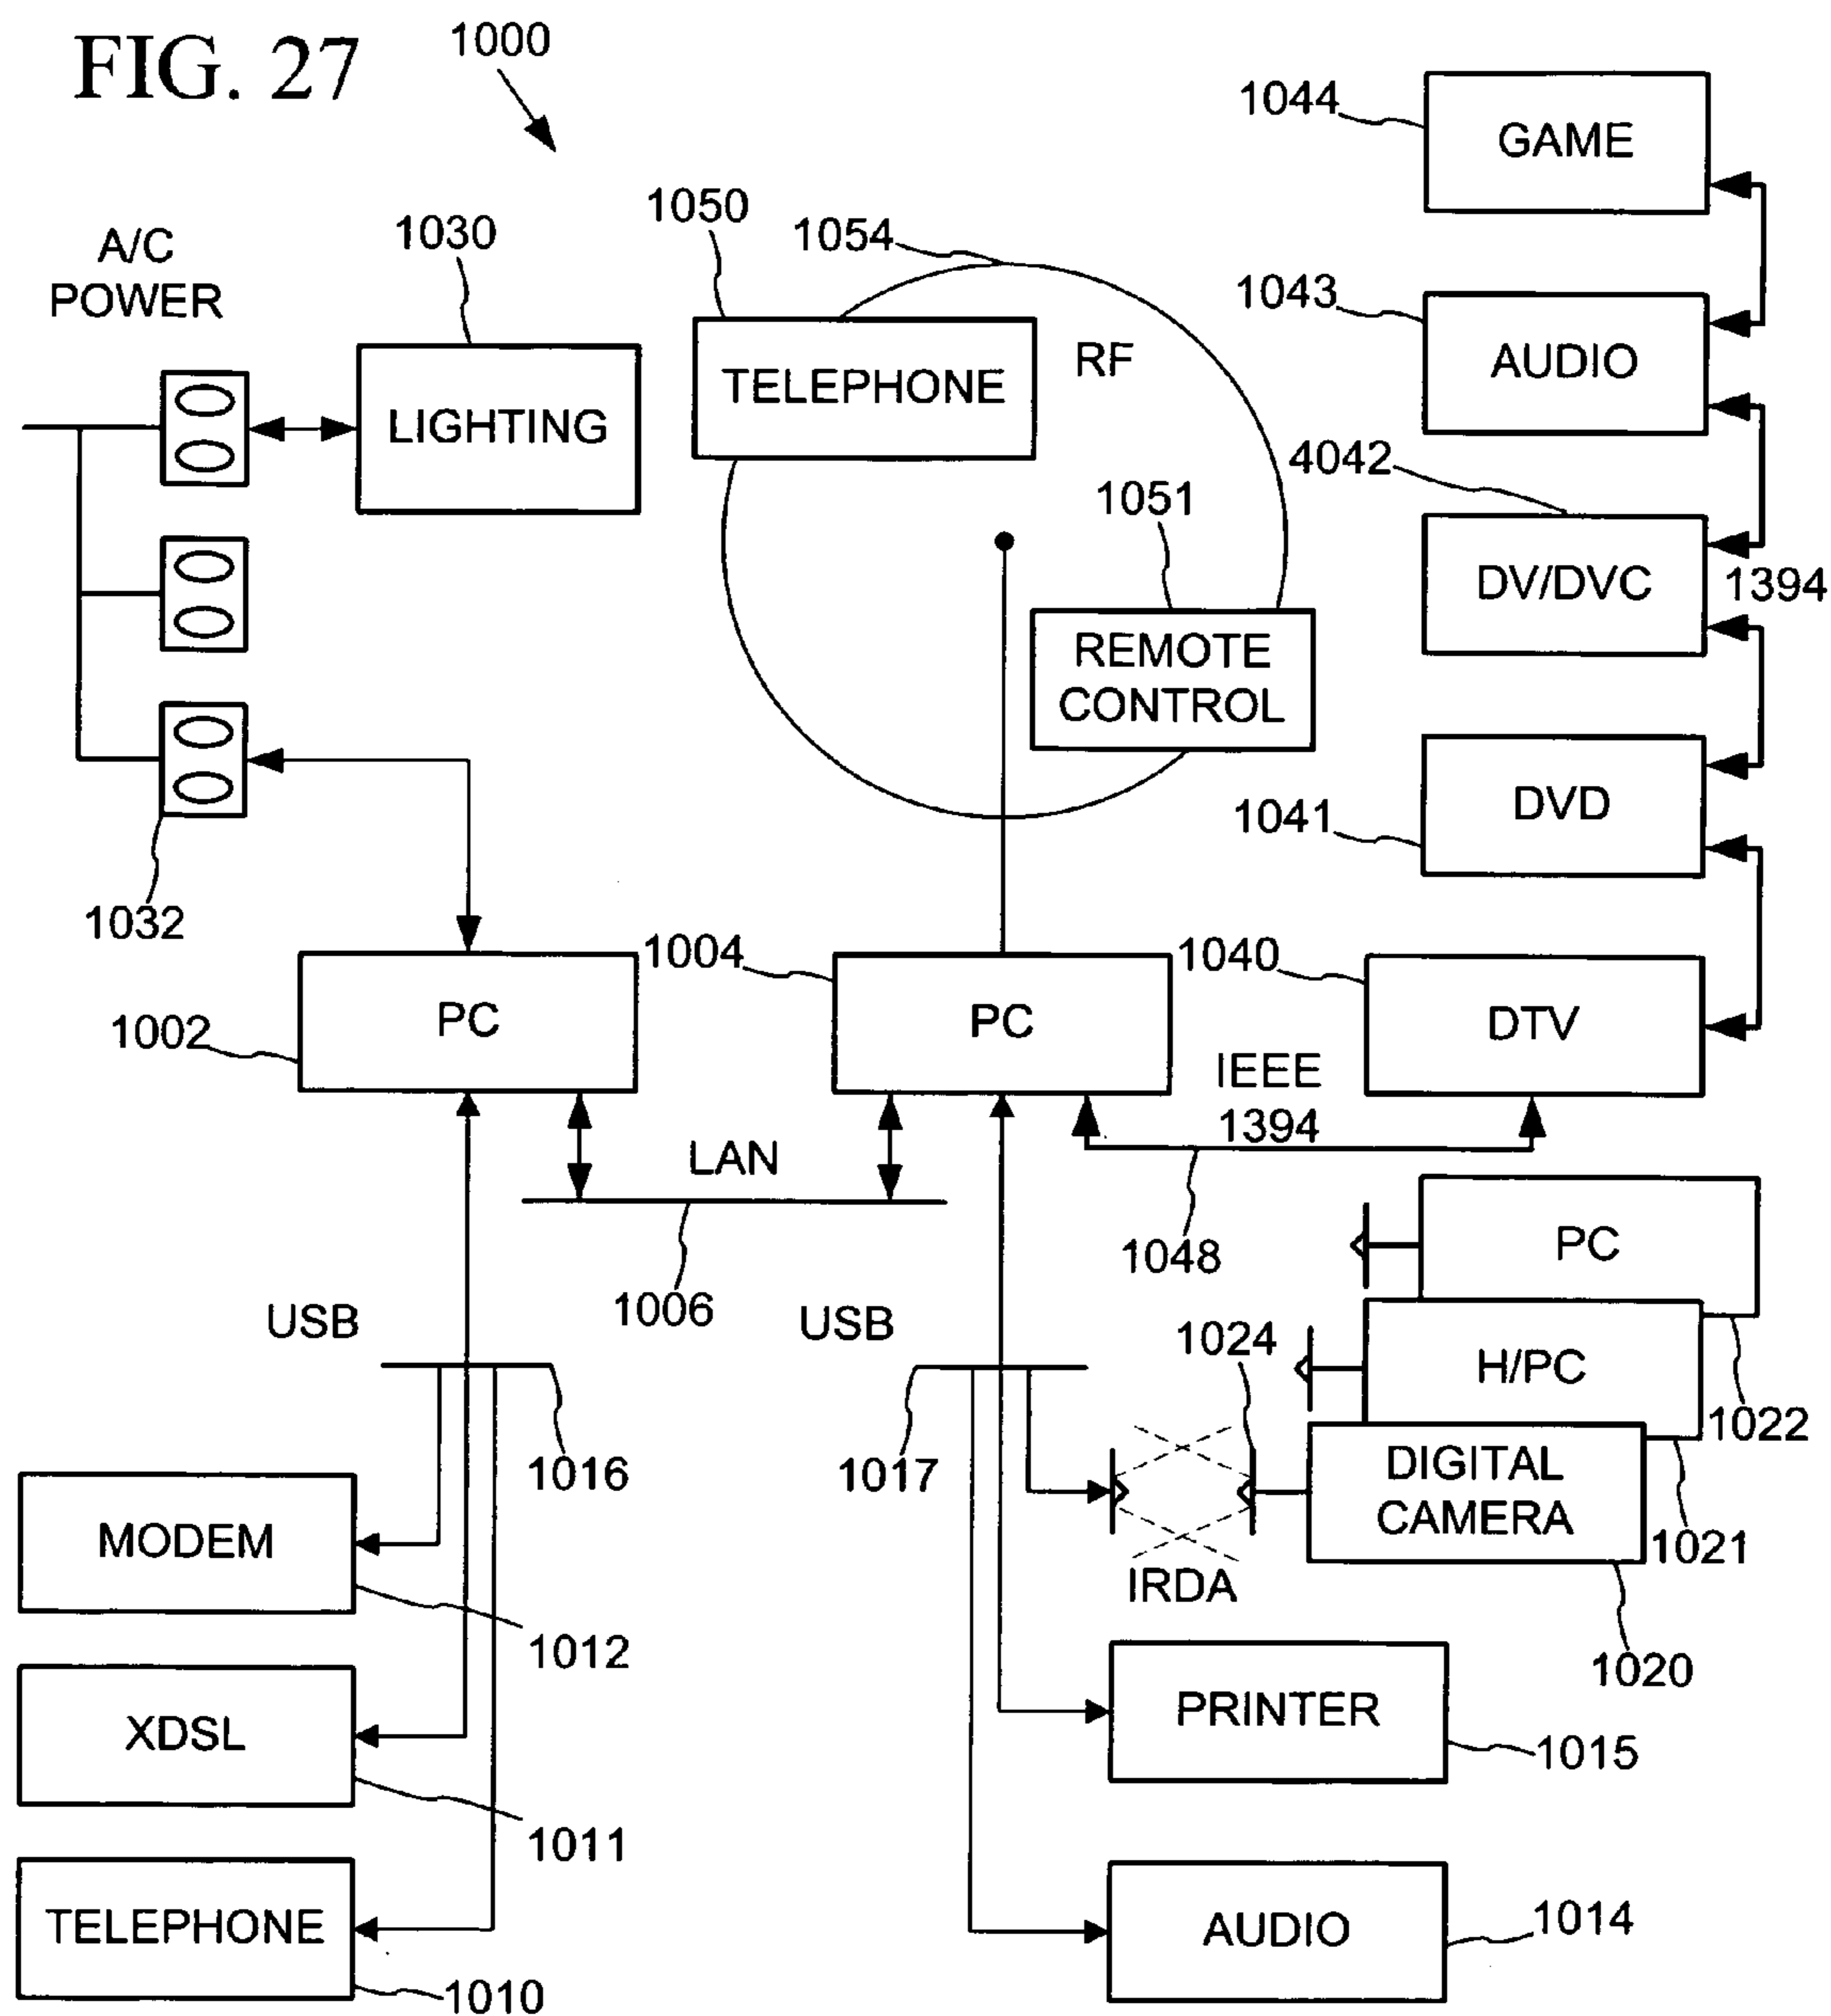 FIG. 27
1000
1044
GAME
A/C
POWER
1030
LIGHTING
1050
1054
TELEPHONE
RF
1043
AUDIO
4042
DV/DVC
1394
1051
REMOTE
CONTROL
1041
DVD
1032
1002
PC
1004
PC
1040
DTV
IEEE
1394
LAN
1006
1048
PC
1022
H/PC
1021
USB
1016
USB
1017
1024
DIGITAL
CAMERA
1020
IRDA
MODEM
1012
XDSL
1011
TELEPHONE
1010
PRINTER
1015
AUDIO
1014